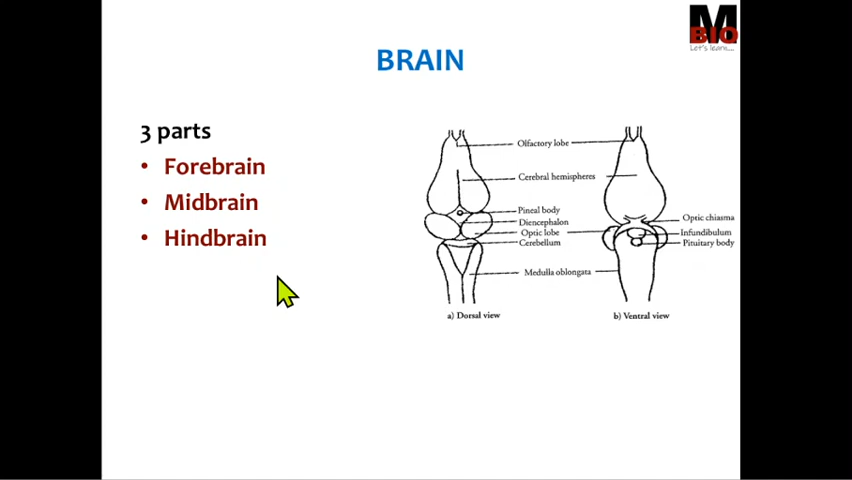 M
BIO
Let's learn....
BRAIN
3 parts
• Forebrain
• Midbrain
• Hindbrain
Olfactory lobe
Cerebral hemispheres
Pineal body
Diencephalon
Optic lobe
Cerebellum
Medulla oblongata
Optic chiasma
Infundibulum
Pituitary body
a) Dorsal view
b) Ventral view